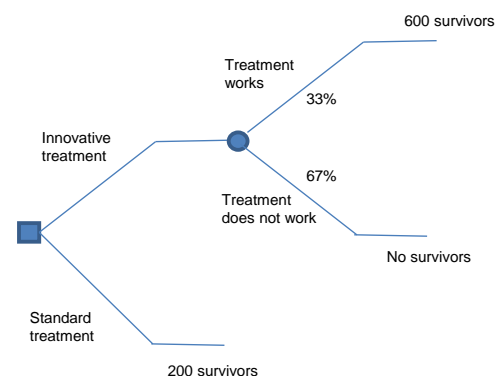 600 survivors
Treatment
works
33%
Innovative
treatment
67%
Treatment
does not work
No survivors
Standard
treatment
200 survivors